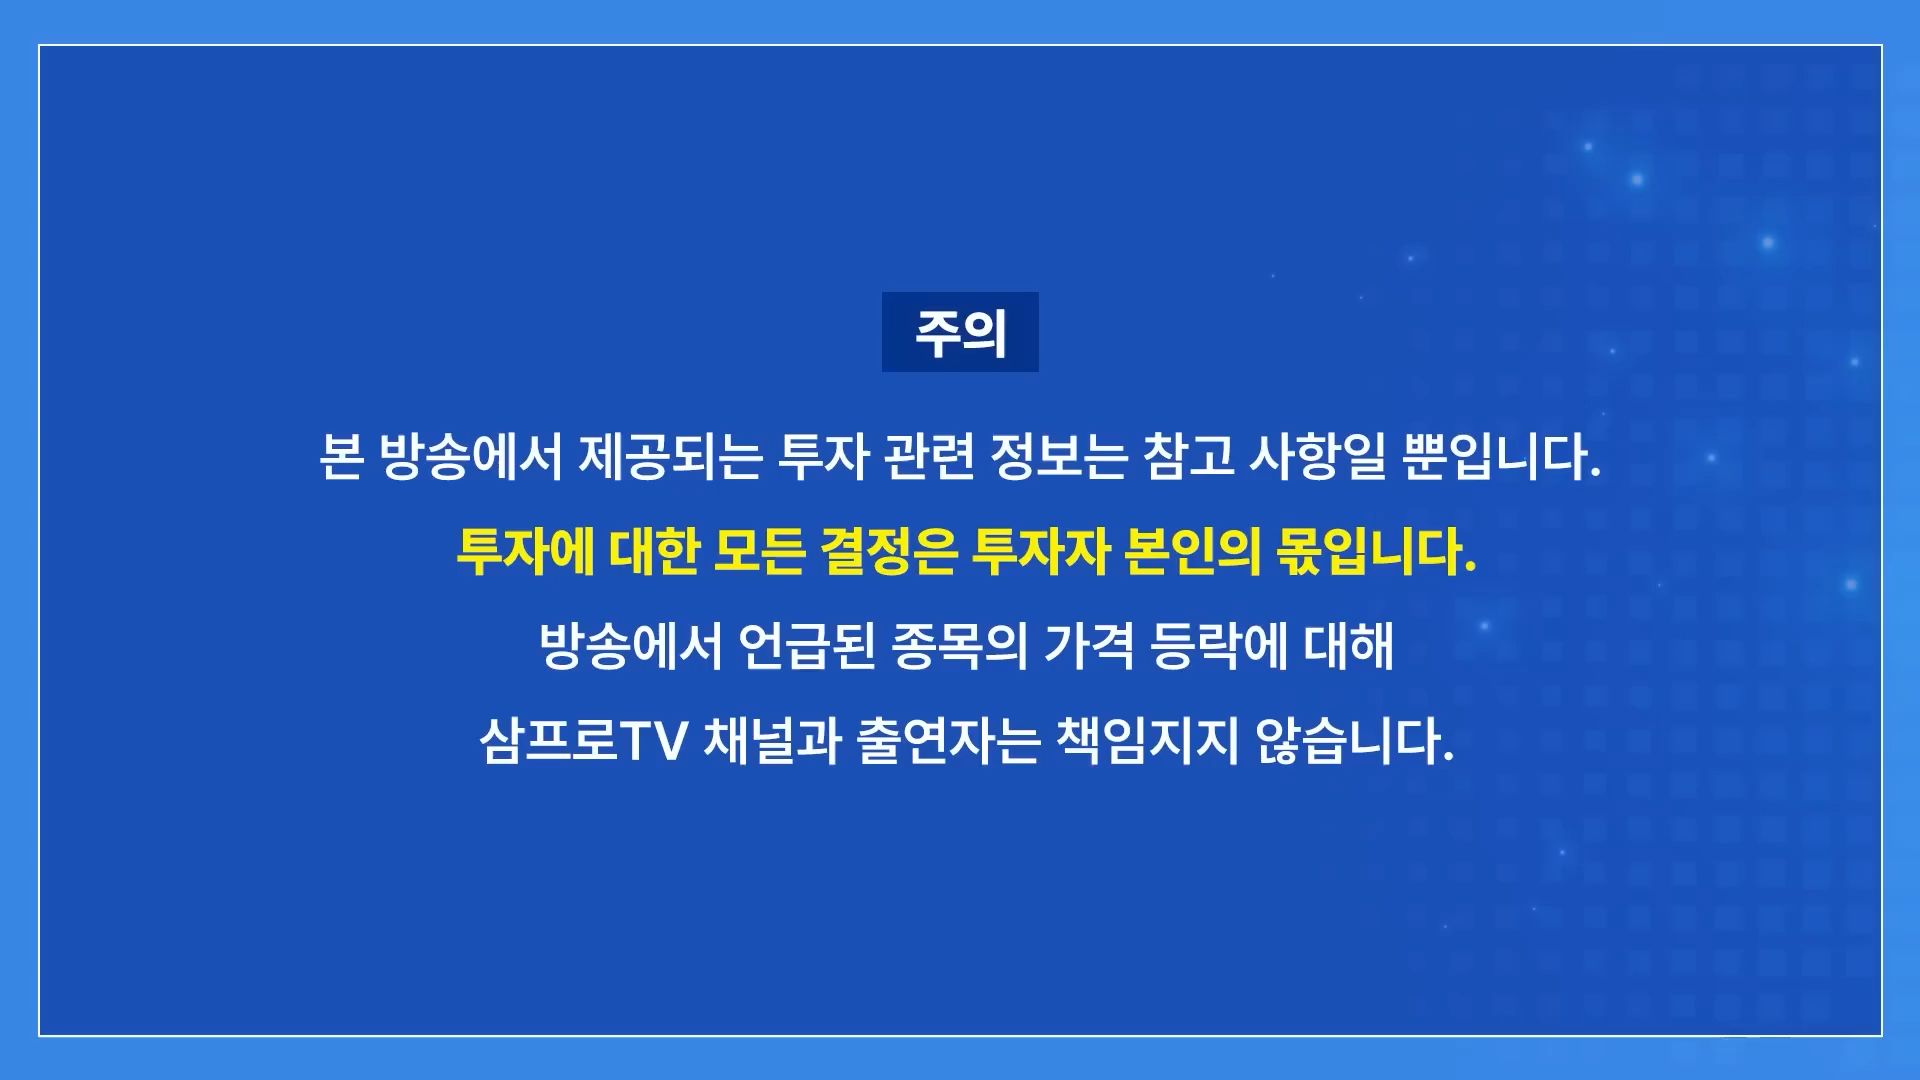 주의
본 방송에서 제공되는 투자 관련 정보는 참고 사항일 뿐입니다.
투자에 대한 모든 결정은 투자자 본인의 몫입니다.
방송에서 언급된 종목의 가격 등락에 대해
삼프로TV 채널과 출연자는 책임지지 않습니다.